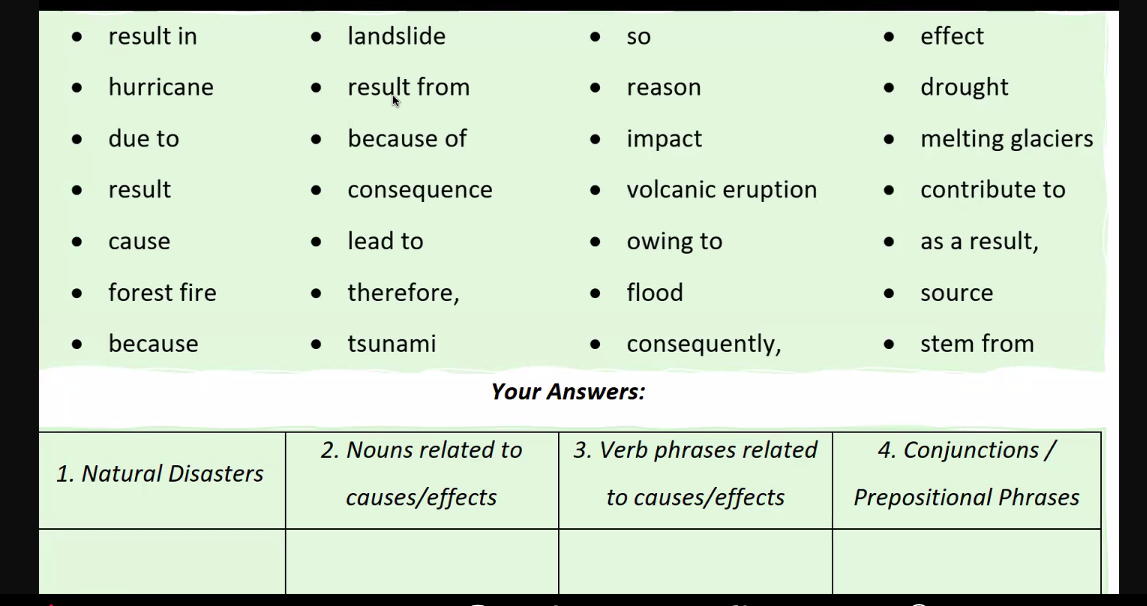 • result in • landslide • so • effect
• hurricane • result from • reason • drought
• due to • because of • impact • melting glaciers
• result • consequence • volcanic eruption • contribute to
• cause • lead to • owing to • as a result,
• forest fire • therefore, • flood • source
• because • tsunami • consequently, • stem from
Your Answers:
1. Natural Disasters
2. Nouns related to
causes/effects
3. Verb phrases related
to causes/effects
4. Conjunctions /
Prepositional Phrases